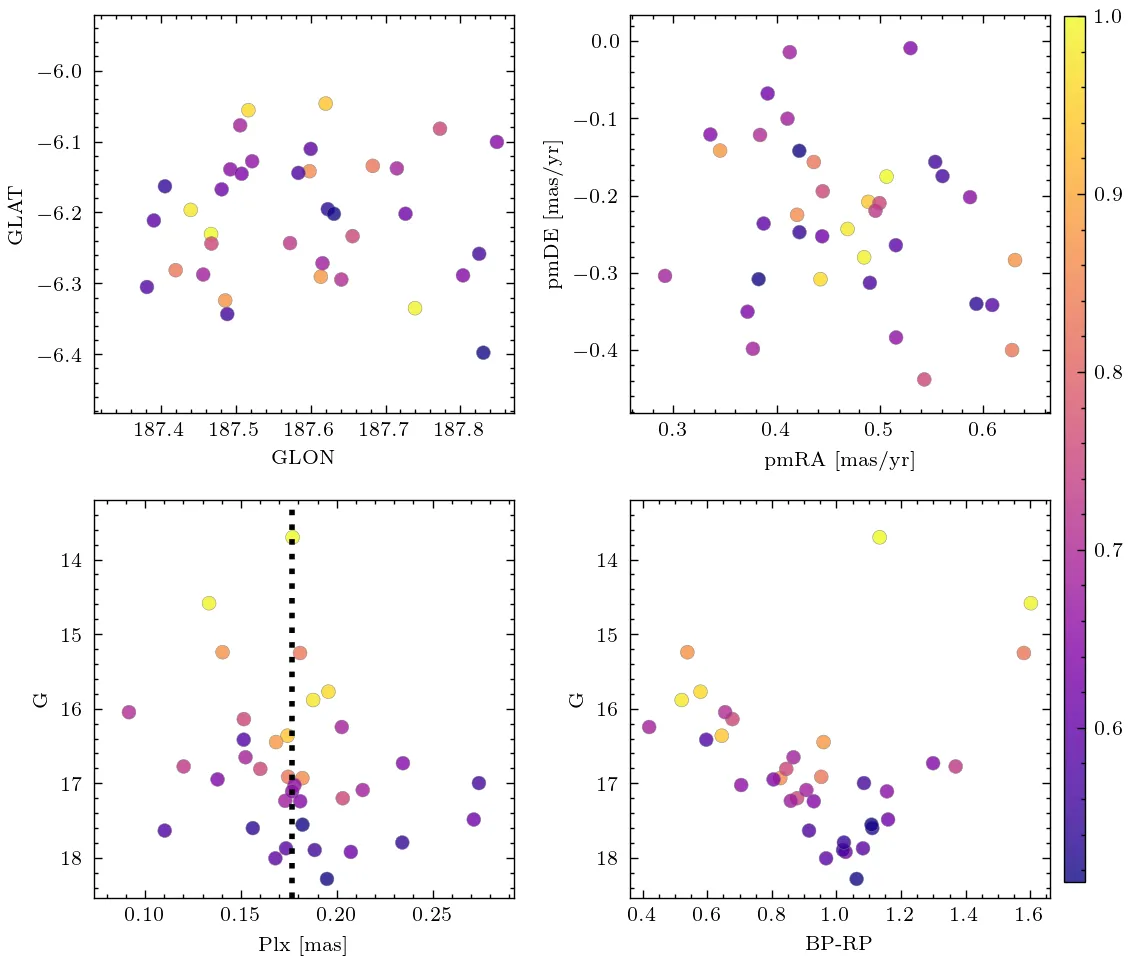 −6.0
−6.1
−6.2
−6.3
−6.4
GLAT
187.4 187.5 187.6 187.7 187.8
GLON
0.0
−0.1
−0.2
−0.3
−0.4
pmDE [mas/yr]
0.3 0.4 0.5 0.6
pmRA [mas/yr]
14
15
16
17
18
G
0.10 0.15 0.20 0.25
Plx [mas]
14
15
16
17
18
G
0.4 0.6 0.8 1.0 1.2 1.4 1.6
BP-RP
1.0
0.9
0.8
0.7
0.6